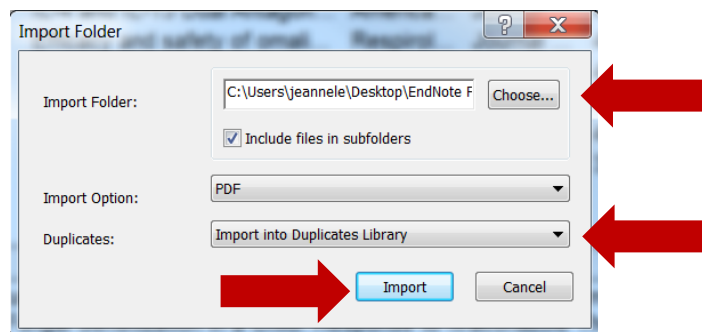 Import Folder
Import Folder:
C:\Users\jeannele\Desktop\EndNote F
Choose...
Include files in subfolders
Import Option:
PDF
Duplicates:
Import into Duplicates Library
Import
Cancel